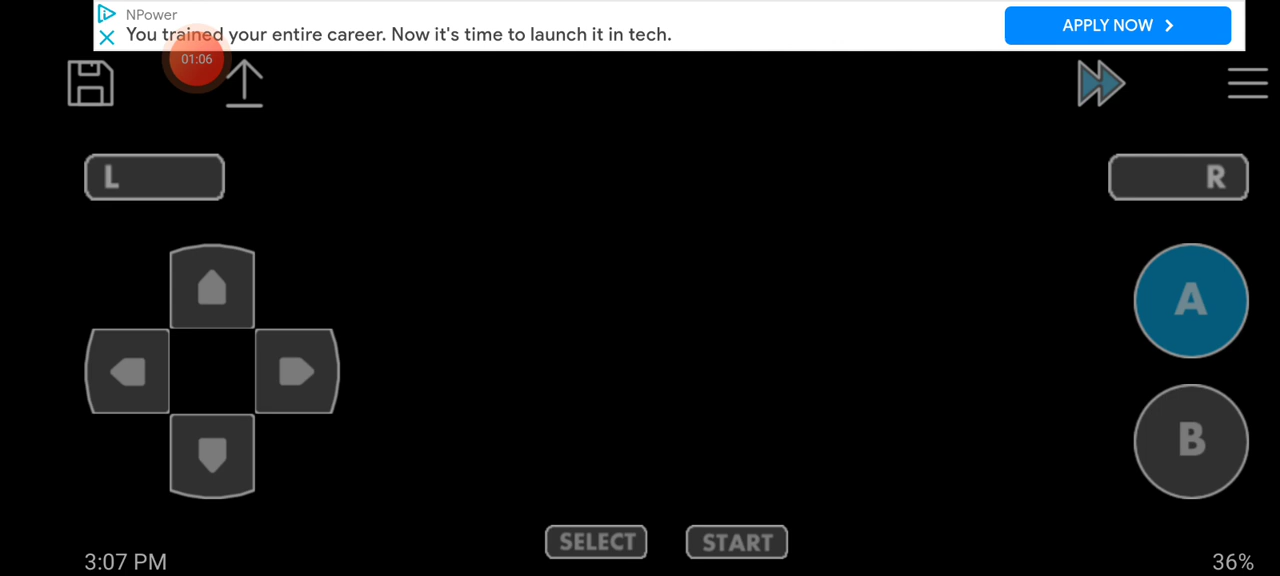 NPower
You trained your entire career. Now it's time to launch it in tech.
APPLY NOW
01:06
L
R
A
B
SELECT
START
3:07 PM
36%